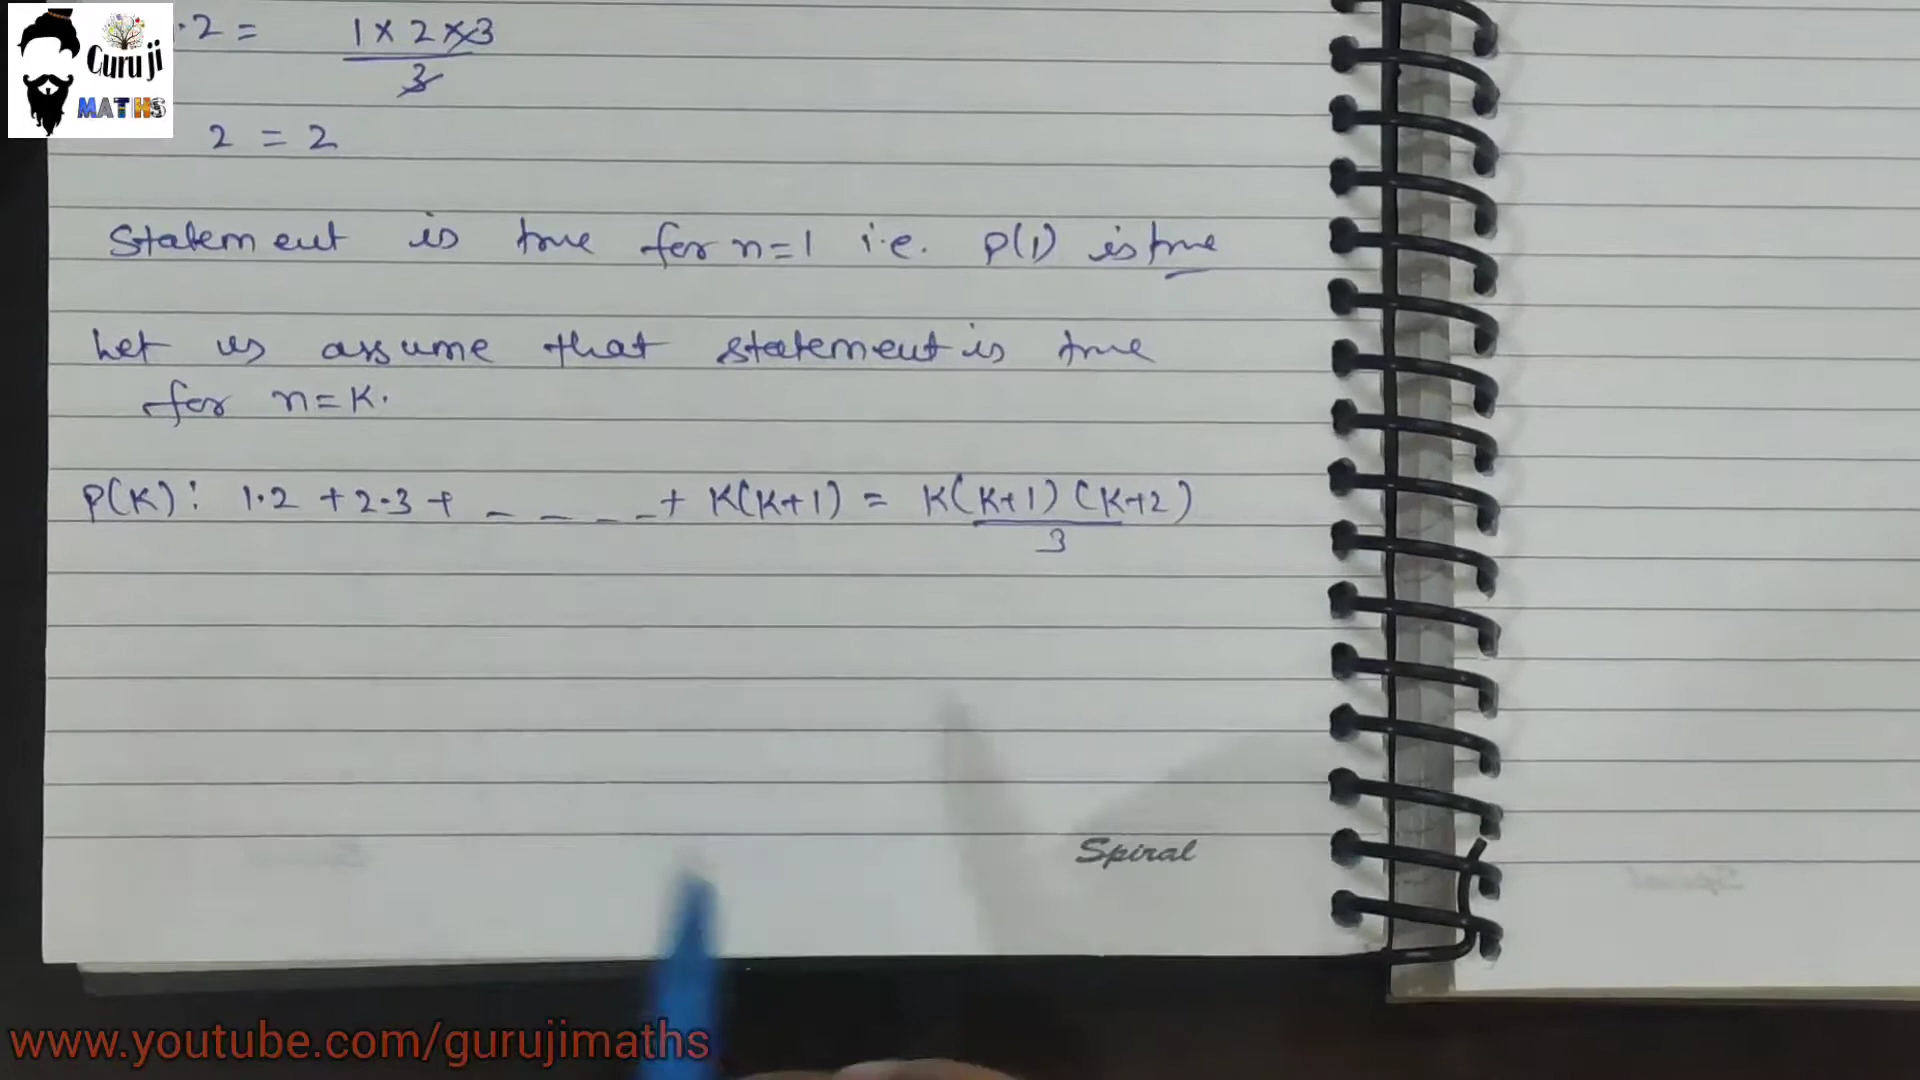 Guru ji
MATHS
·2 = 1 × 2 × 3
3
2 = 2
Statement is true for n=1 i.e. P(1) is true
Let us assume that statement is true
for n=K.
P(K): 1·2 + 2·3 + _ _ _ _ + K(K+1) = K(K+1)(K+2)
3
Spiral
www.youtube.com/gurujimaths